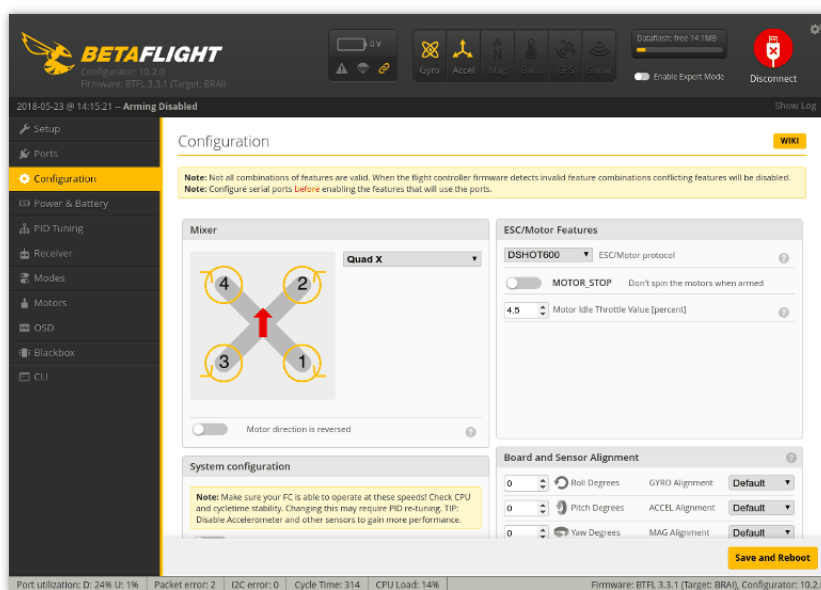 BETAFLIGHT
Configurator: 10.2.0
Firmware: BTFL 3.3.1 (Target: BRAI)
0 V
Gyro
Accel
Mag
Baro
GPS
Sonar
Dataflash: free 14.1MB
Enable Expert Mode
Disconnect
2018-05-23 @ 14:15:21 -- Arming Disabled
Show Log
Setup
Ports
Configuration
Power & Battery
PID Tuning
Receiver
Modes
Motors
OSD
Blackbox
CLI
Configuration
WIKI
Note: Not all combinations of features are valid. When the flight controller firmware detects invalid feature combinations conflicting features will be disabled.
Note: Configure serial ports before enabling the features that will use the ports.
Mixer
Quad X
4
2
3
1
Motor direction is reversed
System configuration
Note: Make sure your FC is able to operate at these speeds! Check CPU
and cycletime stability. Changing this may require PID re-tuning. TIP:
Disable Accelerometer and other sensors to gain more performance.
ESC/Motor Features
DSHOT600 ESC/Motor protocol
MOTOR_STOP Don't spin the motors when armed
4.5 Motor Idle Throttle Value [percent]
Board and Sensor Alignment
0 Roll Degrees GYRO Alignment Default
0 Pitch Degrees ACCEL Alignment Default
0 Yaw Degrees MAG Alignment Default
Save and Reboot
Port utilization: D: 24% U: 1%
Packet error: 2
I2C error: 0
Cycle Time: 314
CPU Load: 14%
Firmware: BTFL 3.3.1 (Target: BRAI), Configurator: 10.2.